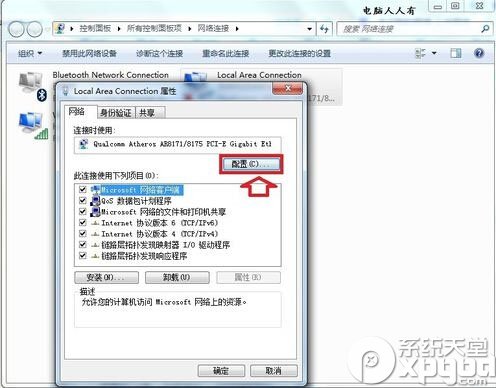 电脑人人有
控制面板 ▸ 所有控制面板项 ▸ 网络连接
搜索 网络连接
组织 禁用此网络设备 诊断这个连接 重命名此连接 更改此连接的设置
Bluetooth Network Connection
Local Area Connection
Local Area Connection 属性
网络 身份验证 共享
连接时使用:
Qualcomm Atheros AR8171/8175 PCI-E Gigabit Eth
配置(C)...
此连接使用下列项目(O):
Microsoft 网络客户端
QoS 数据包计划程序
Microsoft 网络的文件和打印机共享
Internet 协议版本 6 (TCP/IPv6)
Internet 协议版本 4 (TCP/IPv4)
链路层拓扑发现映射器 I/O 驱动程序
链路层拓扑发现响应程序
安装(N)... 卸载(U) 属性(R)
描述
允许您的计算机访问 Microsoft 网络上的资源。
确定 取消
系统天堂
xpgod